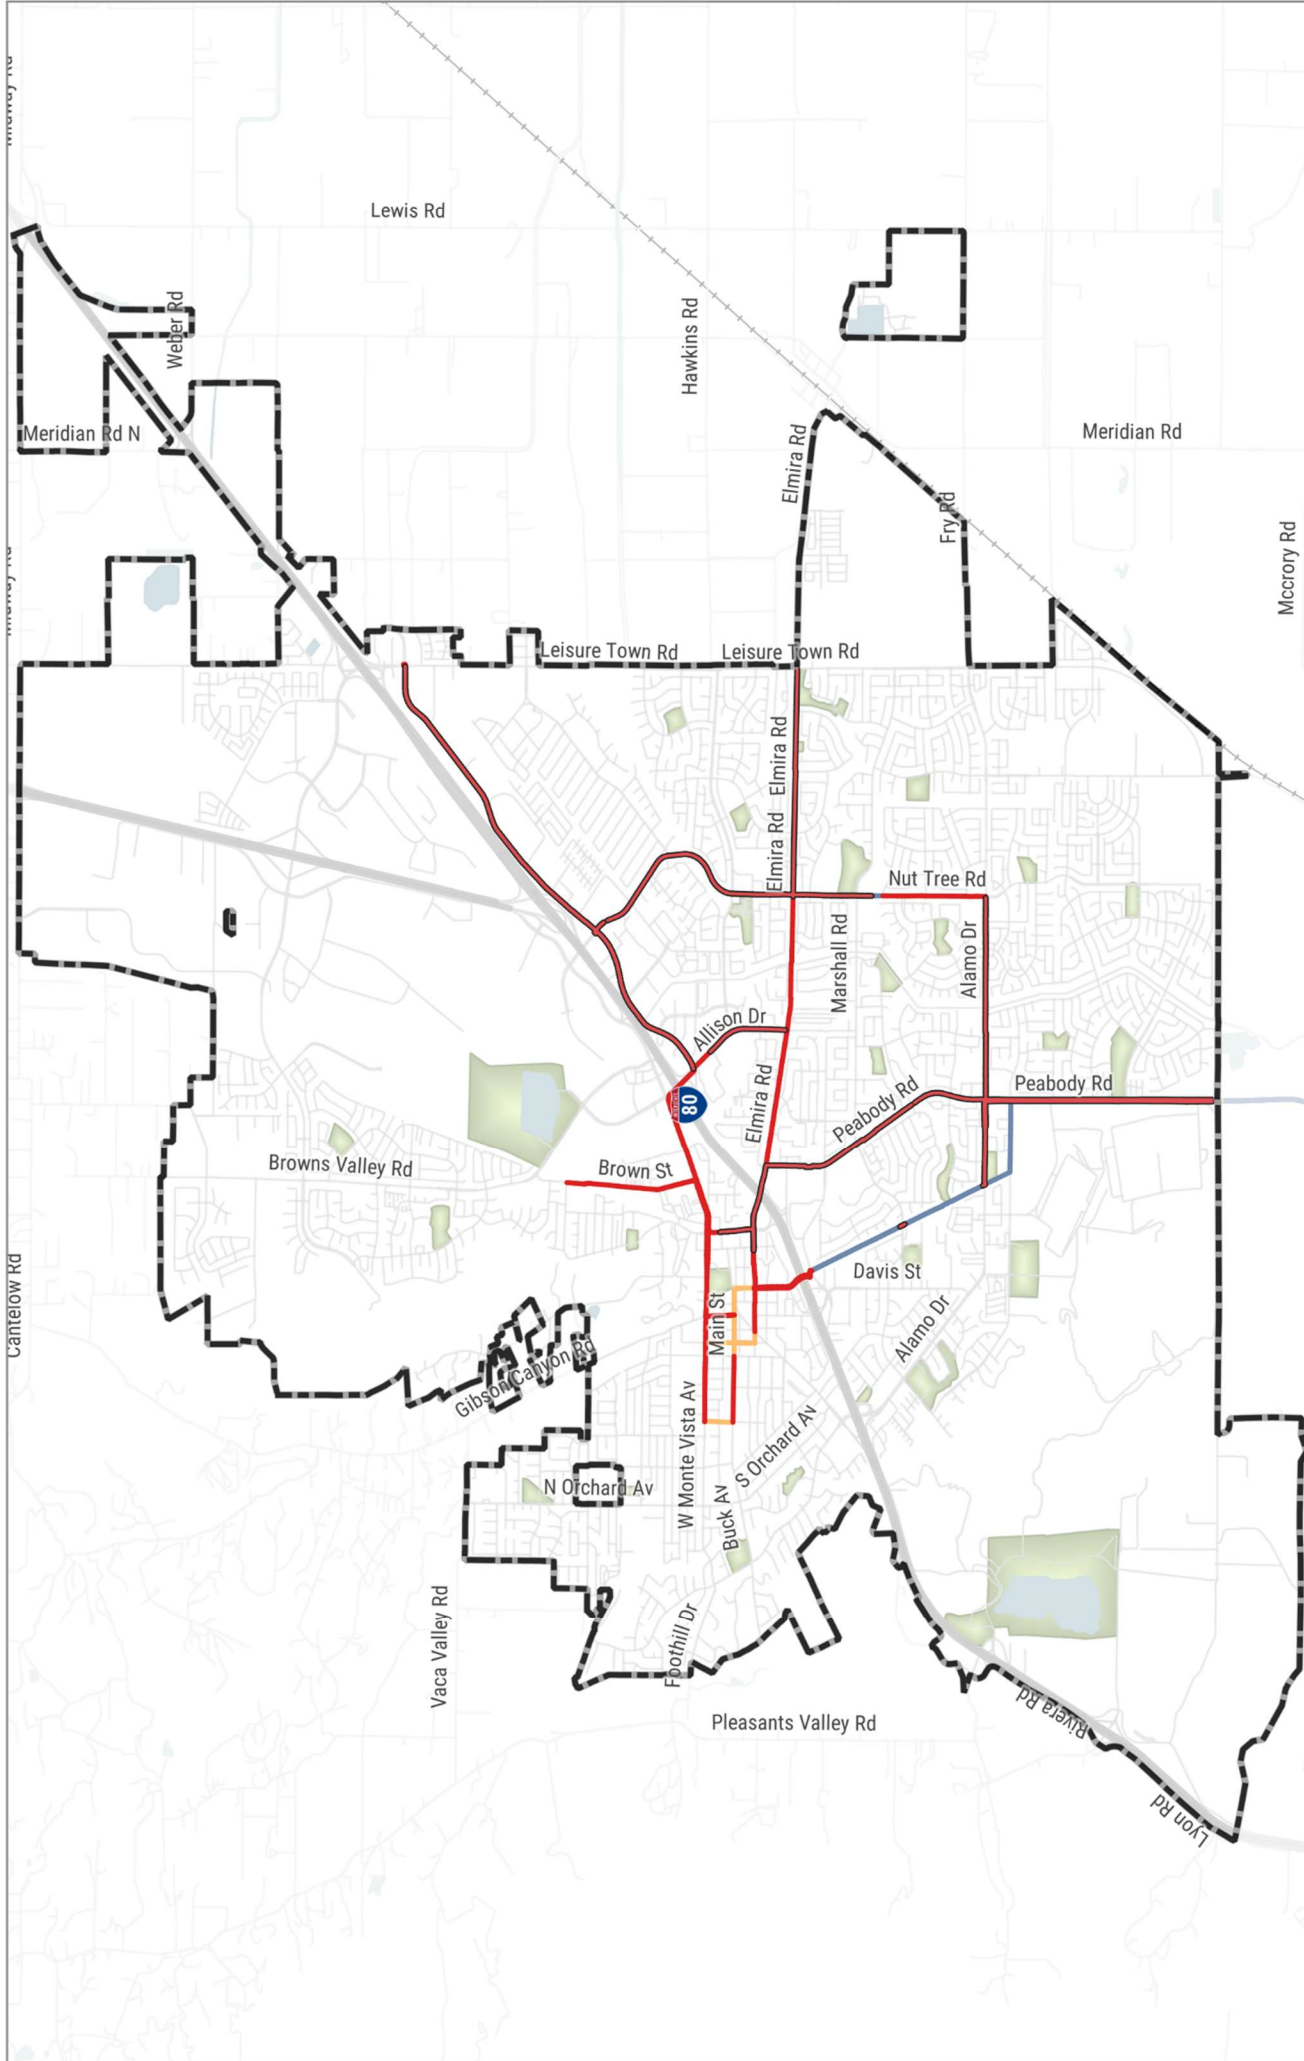 Lewis Rd
Weber Rd
Hawkins Rd
Meridian Rd N
Meridian Rd
Elmira Rd
Fry Rd
Mccrory Rd
Leisure Town Rd
Leisure Town Rd
Elmira Rd
Elmira Rd
Nut Tree Rd
Marshall Rd
Alamo Dr
Allison Dr
Elmira Rd
Peabody Rd
Peabody Rd
80
Browns Valley Rd
Brown St
Davis St
Cantelow Rd
Main St
Alamo Dr
Gibson Canyon Rd
W Monte Vista Av
S Orchard Av
N Orchard Av
Buck Av
Vaca Valley Rd
Foothill Dr
Pleasants Valley Rd
Rivera Rd
Lyon Rd